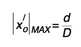 |x′ₒ|MAX = d/D